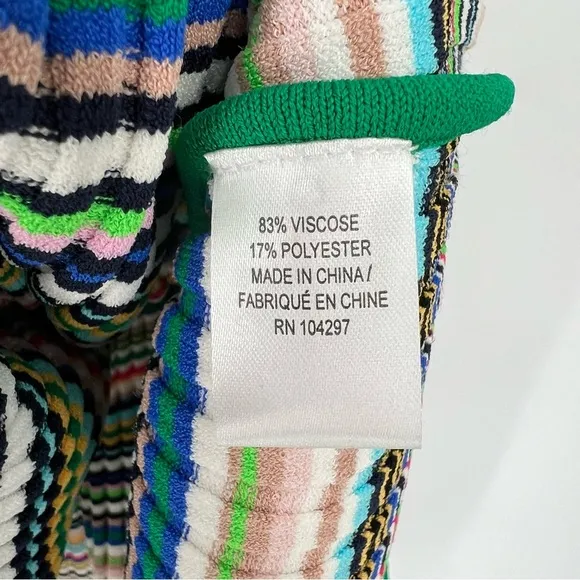 83% VISCOSE
17% POLYESTER
MADE IN CHINA /
FABRIQUÉ EN CHINE
RN 104297